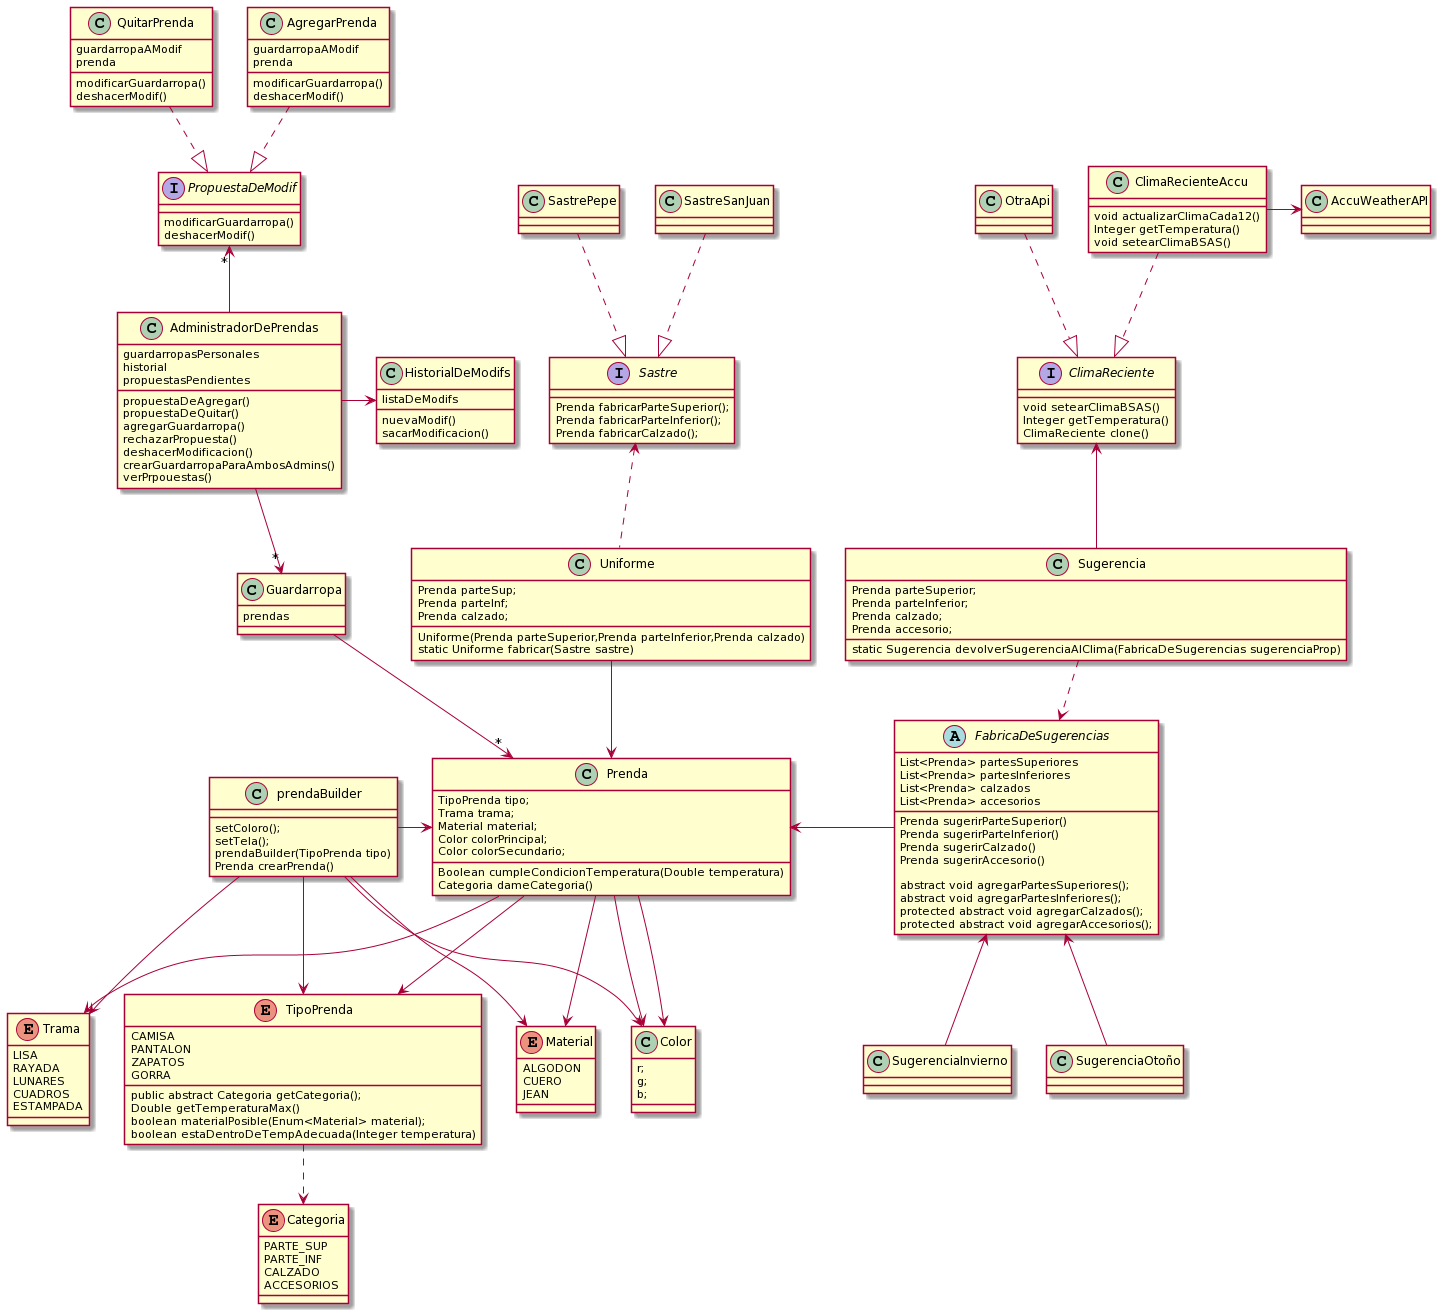 C QuitarPrenda
guardarropaAModif
prenda
modificarGuardarropa()
deshacerModif()
C AgregarPrenda
guardarropaAModif
prenda
modificarGuardarropa()
deshacerModif()
I PropuestaDeModif
modificarGuardarropa()
deshacerModif()
*
C SastrePepe
C SastreSanJuan
C OtraApi
C ClimaRecienteAccu
void actualizarClimaCada12()
Integer getTemperatura()
void setearClimaBSAS()
C AccuWeatherAPI
C AdministradorDePrendas
guardarropasPersonales
historial
propuestasPendientes
propuestaDeAgregar()
propuestaDeQuitar()
agregarGuardarropa()
rechazarPropuesta()
deshacerModificacion()
crearGuardarropaParaAmbosAdmins()
verPrpouestas()
C HistorialDeModifs
listaDeModifs
nuevaModif()
sacarModificacion()
I Sastre
Prenda fabricarParteSuperior();
Prenda fabricarParteInferior();
Prenda fabricarCalzado();
I ClimaReciente
void setearClimaBSAS()
Integer getTemperatura()
ClimaReciente clone()
*
C Guardarropa
prendas
C Uniforme
Prenda parteSup;
Prenda parteInf;
Prenda calzado;
Uniforme(Prenda parteSuperior,Prenda parteInferior,Prenda calzado)
static Uniforme fabricar(Sastre sastre)
C Sugerencia
Prenda parteSuperior;
Prenda parteInferior;
Prenda calzado;
Prenda accesorio;
static Sugerencia devolverSugerenciaAlClima(FabricaDeSugerencias sugerenciaProp)
*
C prendaBuilder
setColoro();
setTela();
prendaBuilder(TipoPrenda tipo)
Prenda crearPrenda()
C Prenda
TipoPrenda tipo;
Trama trama;
Material material;
Color colorPrincipal;
Color colorSecundario;
Boolean cumpleCondicionTemperatura(Double temperatura)
Categoria dameCategoria()
A FabricaDeSugerencias
List<Prenda> partesSuperiores
List<Prenda> partesInferiores
List<Prenda> calzados
List<Prenda> accesorios
Prenda sugerirParteSuperior()
Prenda sugerirParteInferior()
Prenda sugerirCalzado()
Prenda sugerirAccesorio()
abstract void agregarPartesSuperiores();
abstract void agregarPartesInferiores();
protected abstract void agregarCalzados();
protected abstract void agregarAccesorios();
E Trama
LISA
RAYADA
LUNARES
CUADROS
ESTAMPADA
E TipoPrenda
CAMISA
PANTALON
ZAPATOS
GORRA
public abstract Categoria getCategoria();
Double getTemperaturaMax()
boolean materialPosible(Enum<Material> material);
boolean estaDentroDeTempAdecuada(Integer temperatura)
E Material
ALGODON
CUERO
JEAN
C Color
r;
g;
b;
C SugerenciaInvierno
C SugerenciaOtoño
E Categoria
PARTE_SUP
PARTE_INF
CALZADO
ACCESORIOS